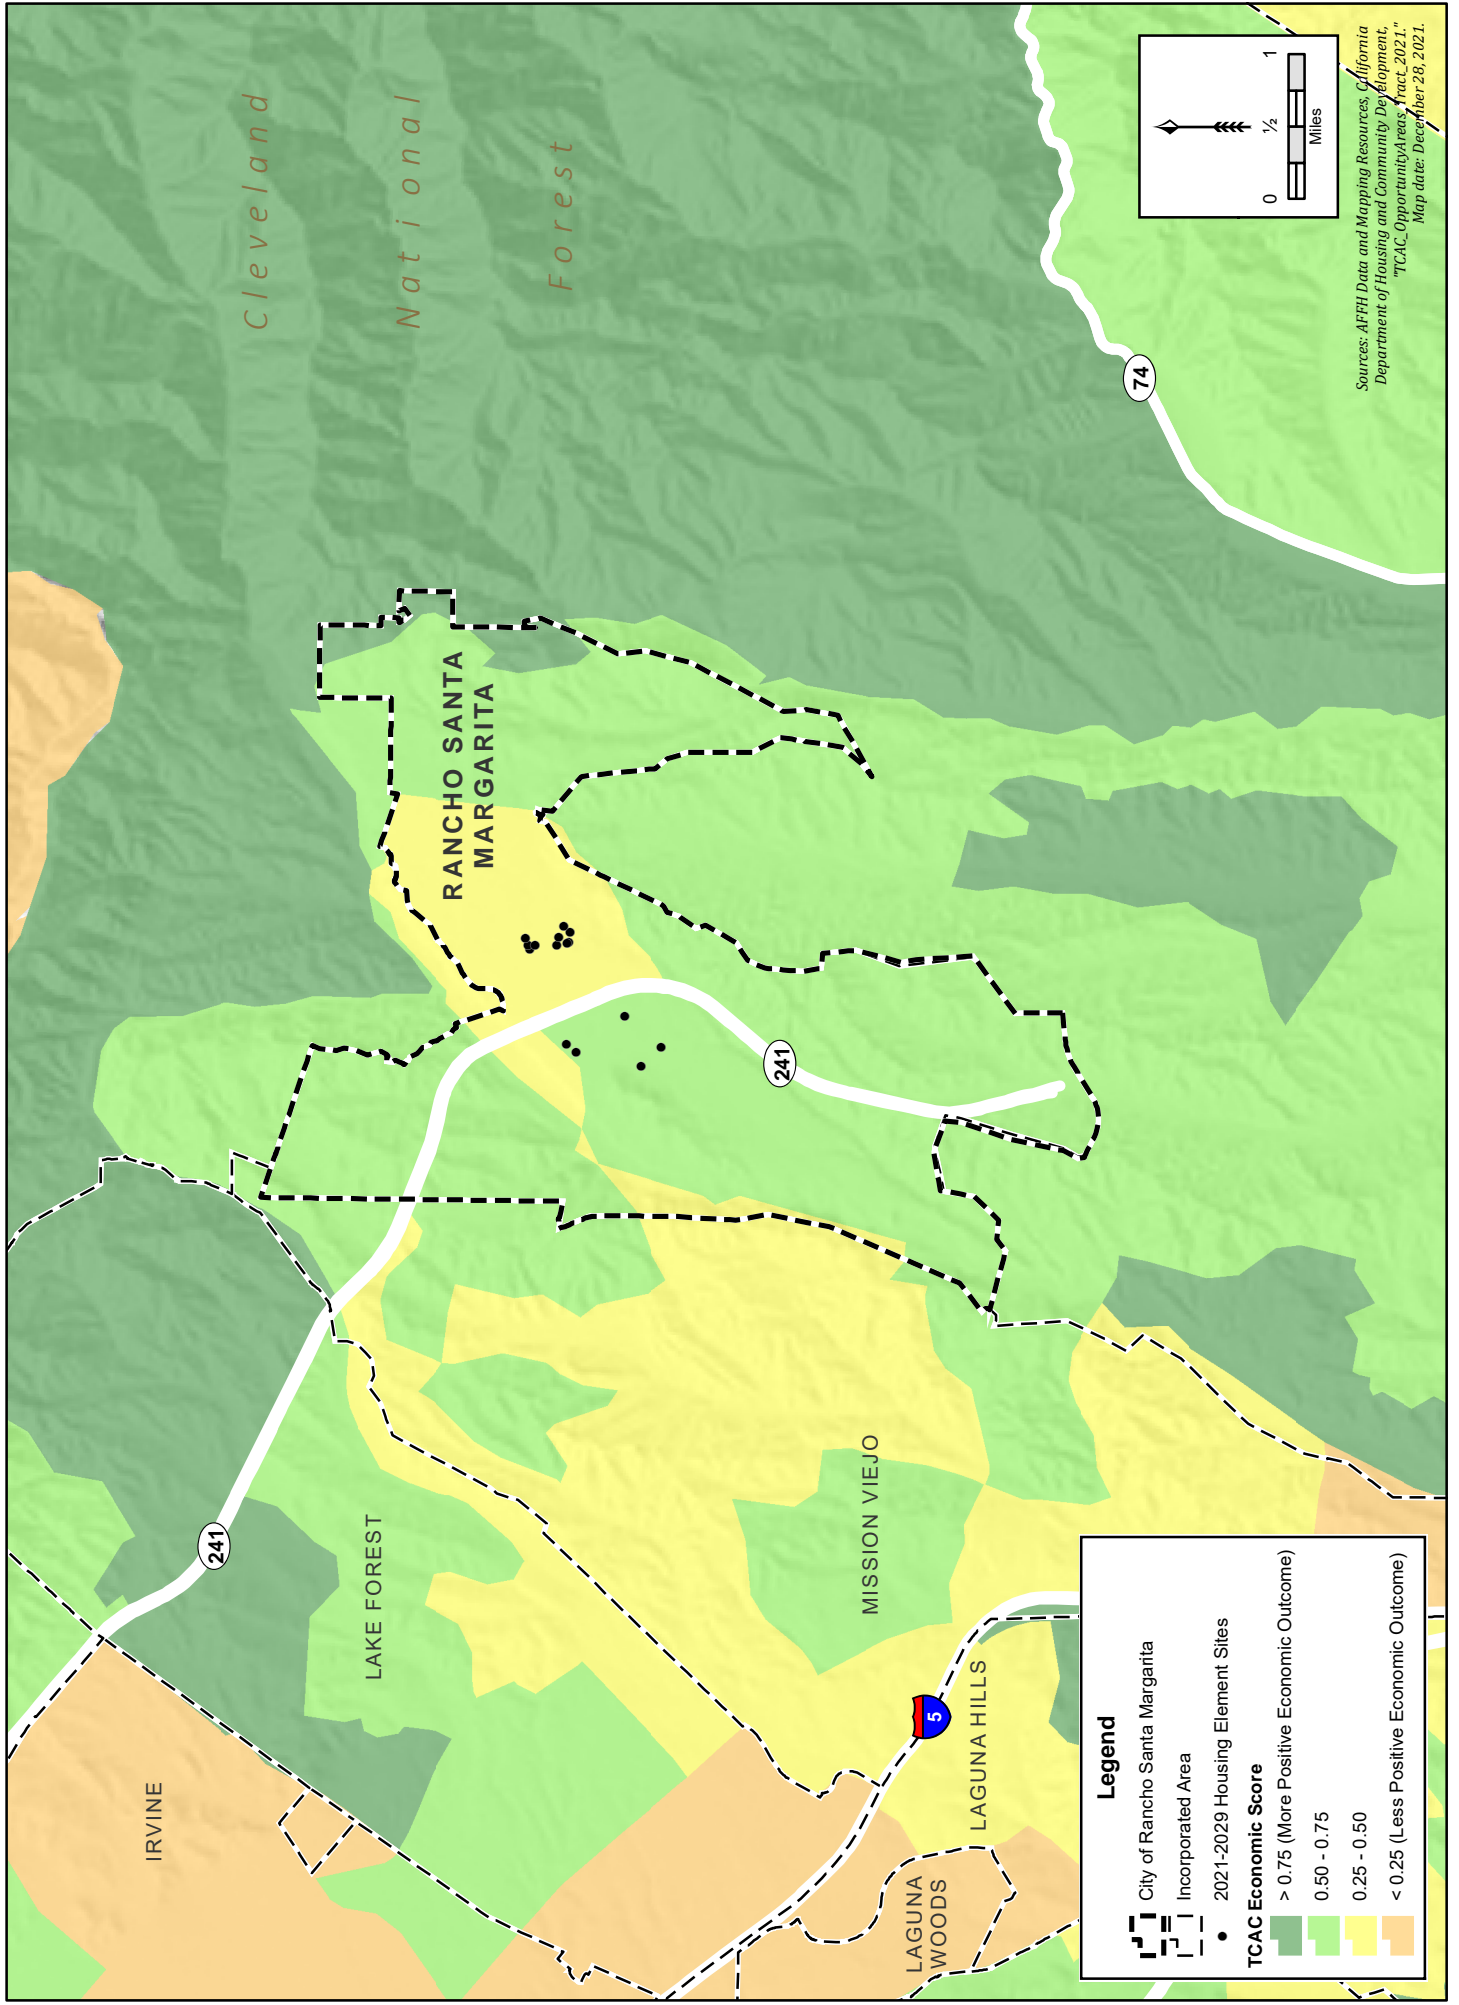 Cleveland
National
Forest
RANCHO SANTA
MARGARITA
IRVINE
LAKE FOREST
MISSION VIEJO
LAGUNA HILLS
LAGUNA
WOODS
241
241
74
5
0 ½ 1
Miles
Sources: AFFH Data and Mapping Resources, California
Department of Housing and Community Development,
"TCAC_OpportunityAreas_Tract_2021."
Map date: December 28, 2021.
Legend
City of Rancho Santa Margarita
Incorporated Area
2021-2029 Housing Element Sites
TCAC Economic Score
> 0.75 (More Positive Economic Outcome)
0.50 - 0.75
0.25 - 0.50
< 0.25 (Less Positive Economic Outcome)